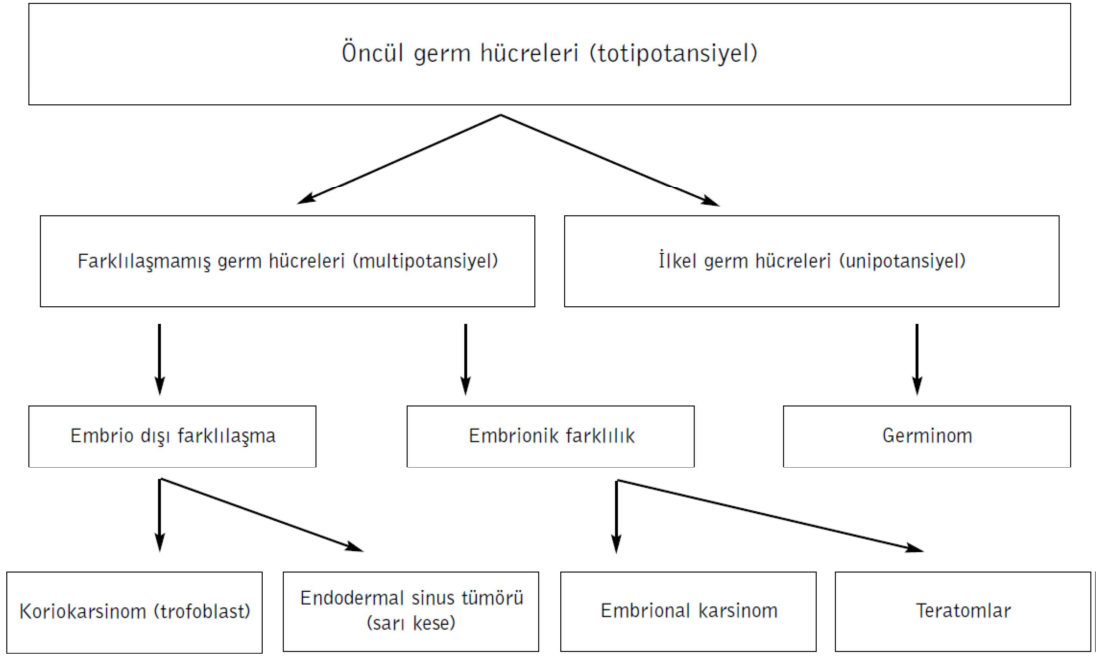 Öncül germ hücreleri (totipotansiyel)
Farklılaşmamış germ hücreleri (multipotansiyel)
İlkel germ hücreleri (unipotansiyel)
Embrio dışı farklılaşma
Embrionik farklılık
Germinom
Koriokarsinom (trofoblast)
Endodermal sinus tümörü
(sarı kese)
Embrional karsinom
Teratomlar